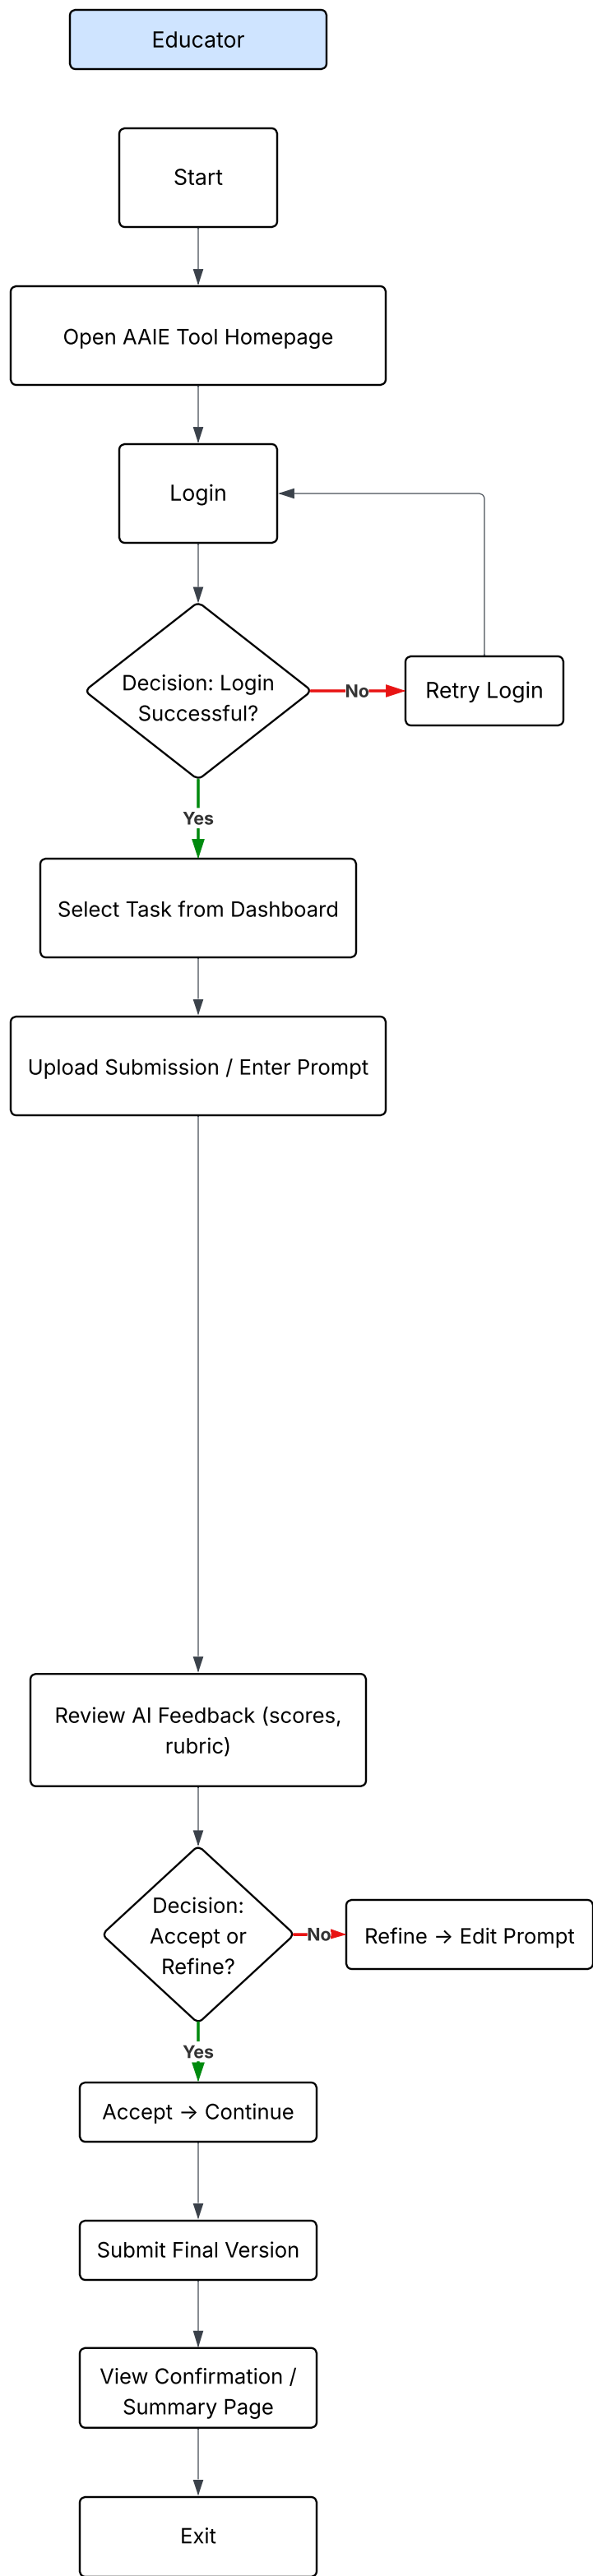 Educator
Start
Open AAIE Tool Homepage
Login
Decision: Login
Successful?
No
Retry Login
Yes
Select Task from Dashboard
Upload Submission / Enter Prompt
Review AI Feedback (scores,
rubric)
Decision:
Accept or
Refine?
No
Refine → Edit Prompt
Yes
Accept → Continue
Submit Final Version
View Confirmation /
Summary Page
Exit